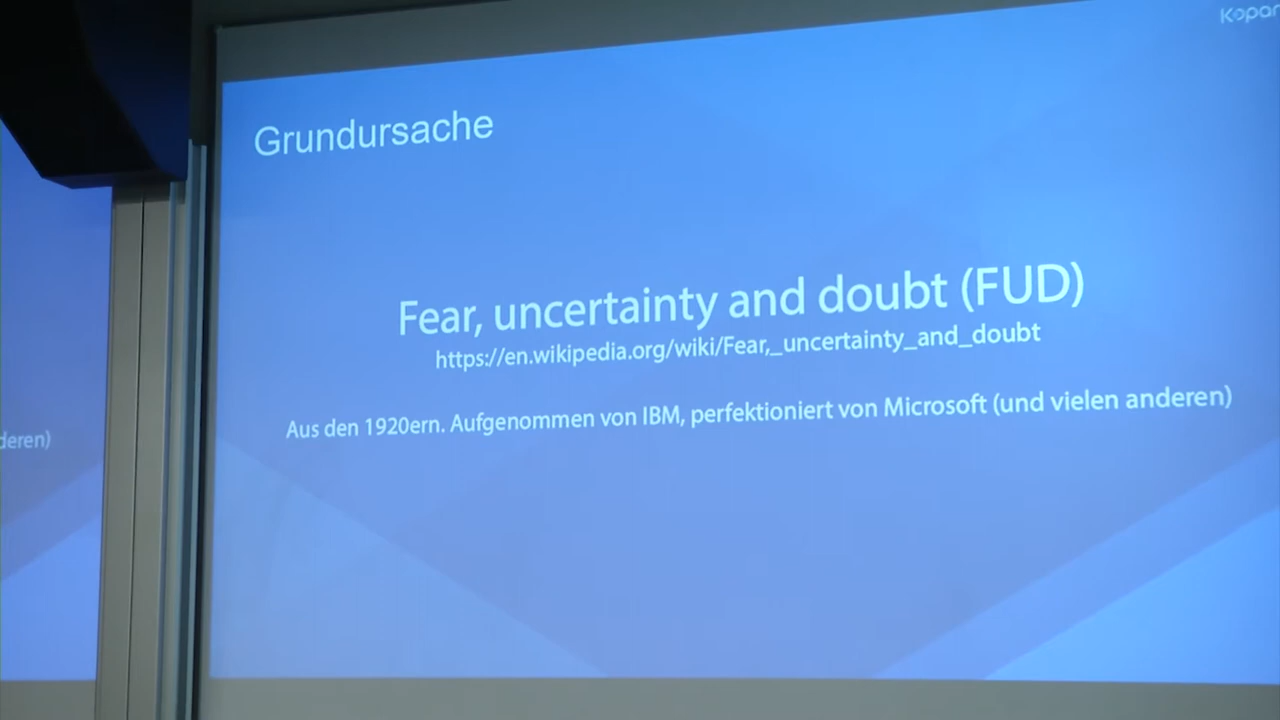 Grundursache
Fear, uncertainty and doubt (FUD)
https://en.wikipedia.org/wiki/Fear,_uncertainty_and_doubt
Aus den 1920ern. Aufgenommen von IBM, perfektioniert von Microsoft (und vielen anderen)
deren)